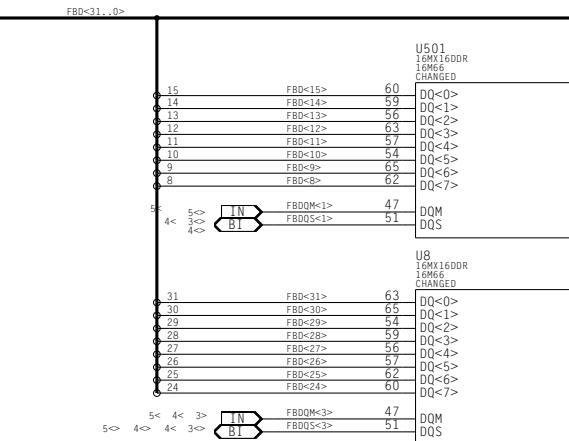 FBD<31..0>
U501
16MX16DDR
16M66
CHANGED
15 FBD<15> 60 DQ<0>
14 FBD<14> 59 DQ<1>
13 FBD<13> 56 DQ<2>
12 FBD<12> 63 DQ<3>
11 FBD<11> 57 DQ<4>
10 FBD<10> 54 DQ<5>
9 FBD<9> 65 DQ<6>
8 FBD<8> 62 DQ<7>
5< 5<> IN FBDQM<1> 47 DQM
4< 3<> BI FBDQS<1> 51 DQS
4<>
U8
16MX16DDR
16M66
CHANGED
31 FBD<31> 63 DQ<0>
30 FBD<30> 65 DQ<1>
29 FBD<29> 54 DQ<2>
28 FBD<28> 59 DQ<3>
27 FBD<27> 56 DQ<4>
26 FBD<26> 57 DQ<5>
25 FBD<25> 62 DQ<6>
24 FBD<24> 60 DQ<7>
5< 4< 3> IN FBDQM<3> 47 DQM
5<> 4<> 4< 3<> BI FBDQS<3> 51 DQS